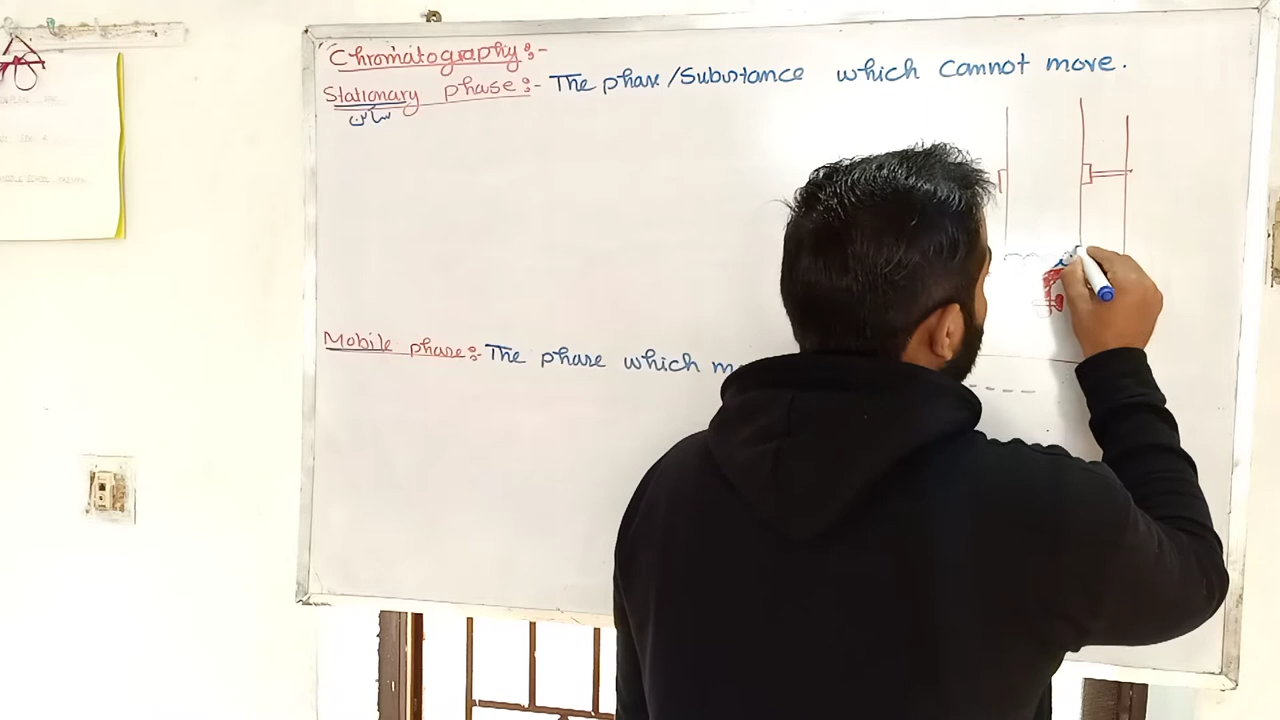 Chromatography:-
Stationary phase:- The phase/Substance which cannot move.
ساکن
Mobile phase:- The phase which